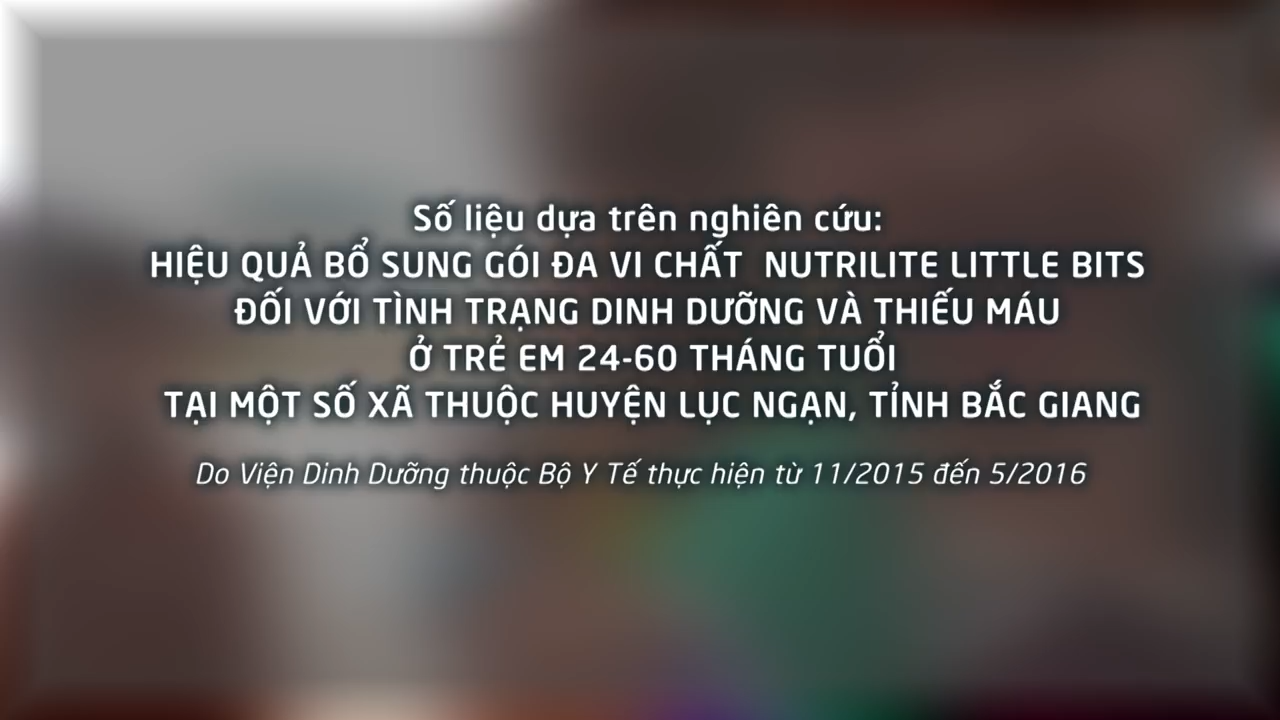 Số liệu dựa trên nghiên cứu:
HIỆU QUẢ BỔ SUNG GÓI ĐA VI CHẤT NUTRILITE LITTLE BITS
ĐỐI VỚI TÌNH TRẠNG DINH DƯỠNG VÀ THIẾU MÁU
Ở TRẺ EM 24-60 THÁNG TUỔI
TẠI MỘT SỐ XÃ THUỘC HUYỆN LỤC NGẠN, TỈNH BẮC GIANG
Do Viện Dinh Dưỡng thuộc Bộ Y Tế thực hiện từ 11/2015 đến 5/2016